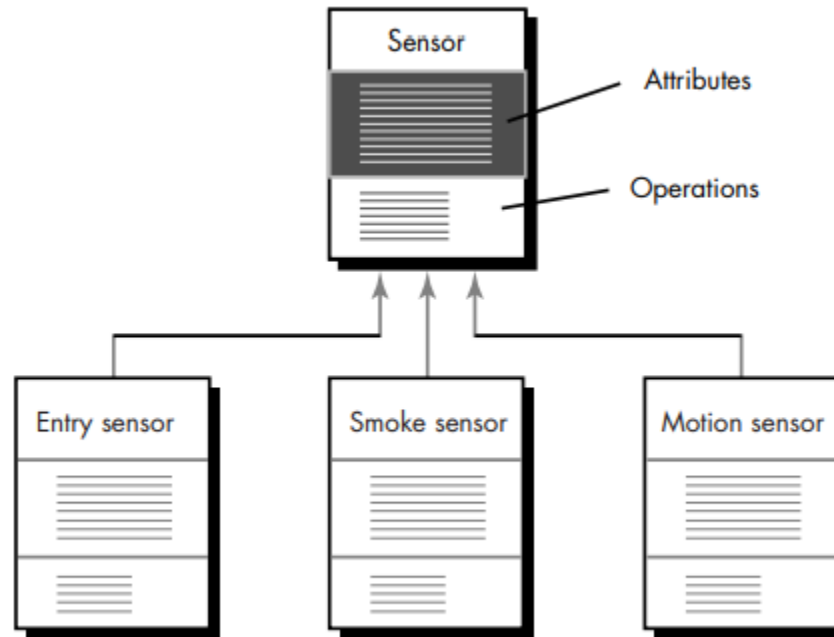 Sensor
Attributes
Operations
Entry sensor
Smoke sensor
Motion sensor